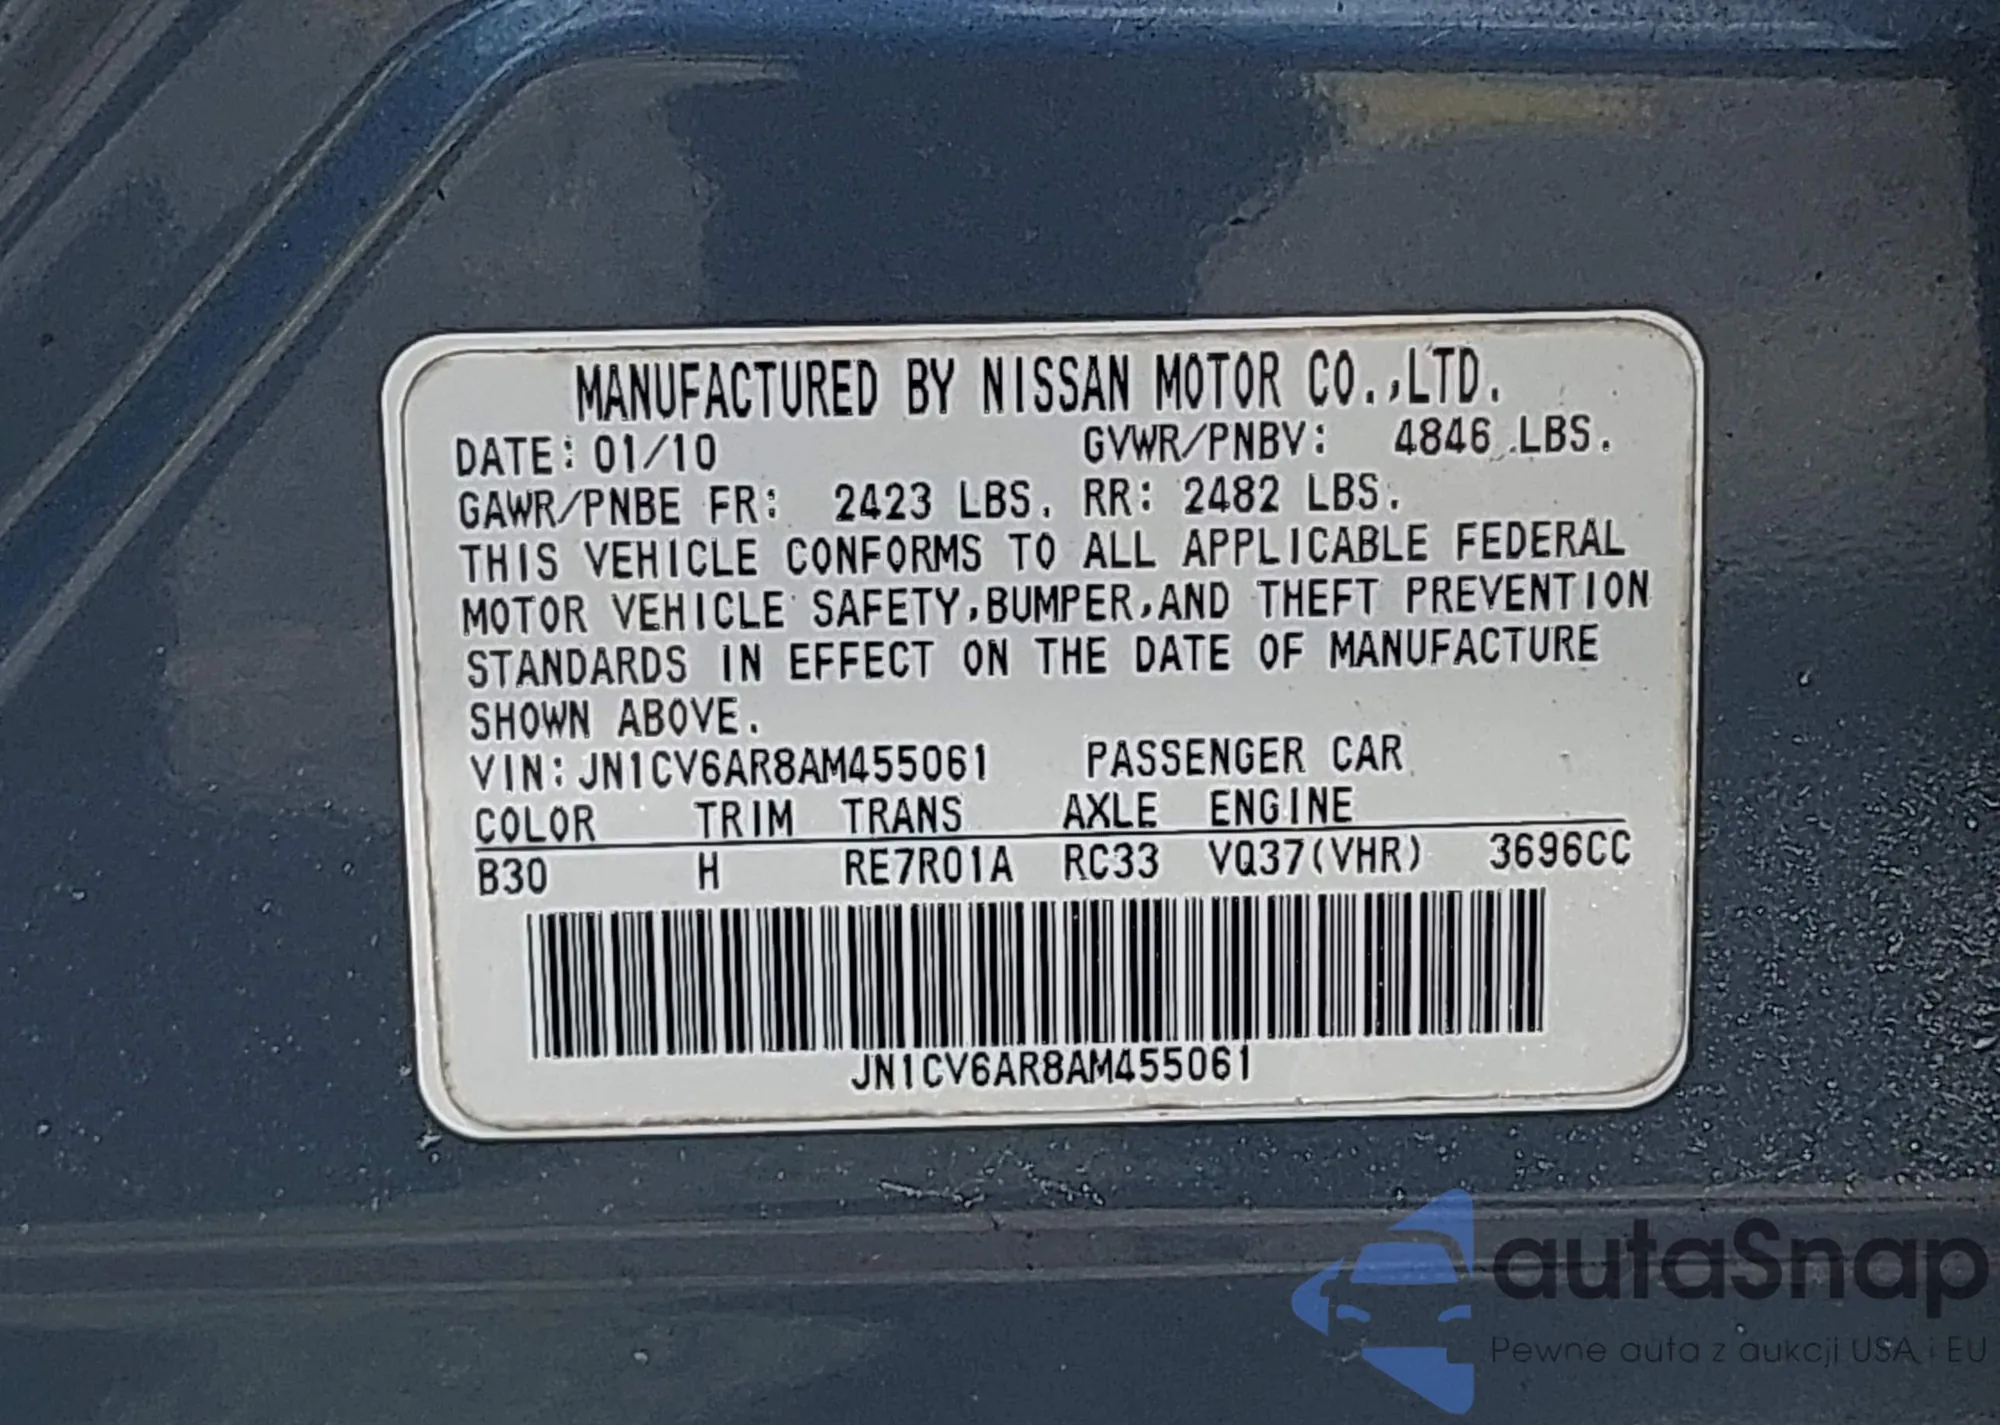 MANUFACTURED BY NISSAN MOTOR CO.,LTD.
DATE: 01/10 GVWR/PNBV: 4846 LBS.
GAWR/PNBE FR: 2423 LBS. RR: 2482 LBS.
THIS VEHICLE CONFORMS TO ALL APPLICABLE FEDERAL
MOTOR VEHICLE SAFETY,BUMPER,AND THEFT PREVENTION
STANDARDS IN EFFECT ON THE DATE OF MANUFACTURE
SHOWN ABOVE.
VIN:JN1CV6AR8AM455061 PASSENGER CAR
COLOR TRIM TRANS AXLE ENGINE
B30 H RE7R01A RC33 VQ37(VHR) 3696CC
JN1CV6AR8AM455061
autaSnap
Pewne auta z aukcji USA i EU